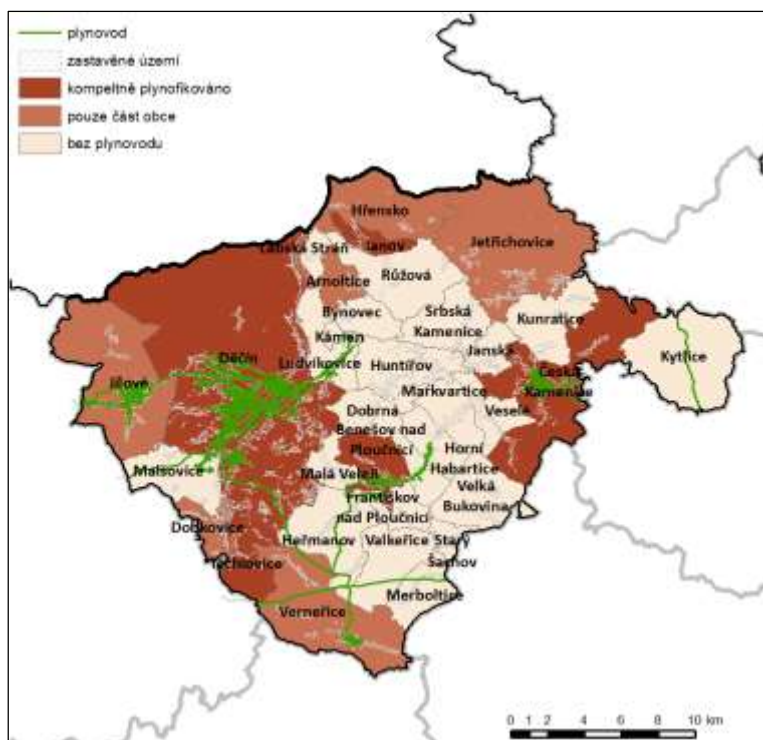 plynovod
zastavěné území
kompeltně plynofikováno
pouze část obce
bez plynovodu
Hřensko
Labská Stráň
Janov
Jetřichovice
Arnoltice
Růžová
Bynovec
Srbská
Kamenice
Kunratice
Kámen
Kytlice
Děčín
Ludvíkovice
Huntířov
Janská
Česká
Kamenice
Jílové
Markvartice
Veselé
Dobrná
Benešov nad
Ploučnicí
Horní
Habartice
Malšovice
Malá Veleň
Velká
Bukovina
Františkov
nad Ploučnicí
Dobkovice
Heřmanov
Valkeřice
Starý
Šachov
Těchlovice
Merboltice
Verneřice
0 1 2 4 6 8 10 km